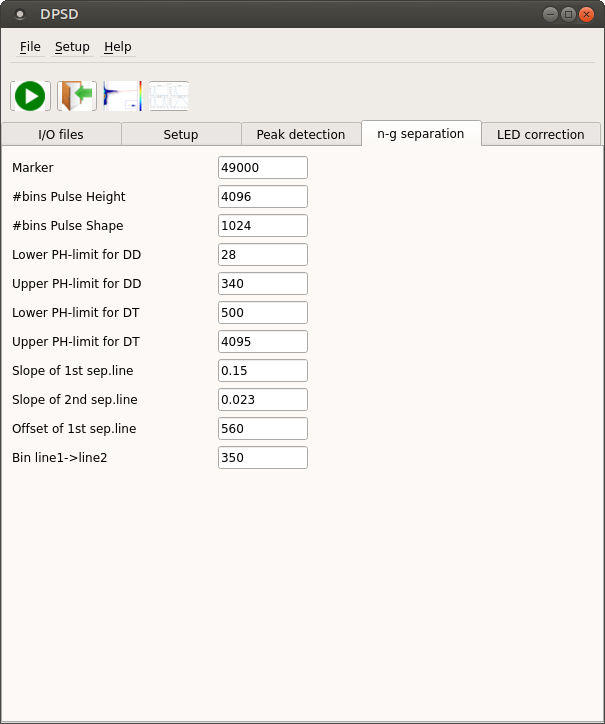 DPSD
File Setup Help
I/O files Setup Peak detection n-g separation LED correction
Marker 49000
#bins Pulse Height 4096
#bins Pulse Shape 1024
Lower PH-limit for DD 28
Upper PH-limit for DD 340
Lower PH-limit for DT 500
Upper PH-limit for DT 4095
Slope of 1st sep.line 0.15
Slope of 2nd sep.line 0.023
Offset of 1st sep.line 560
Bin line1->line2 350